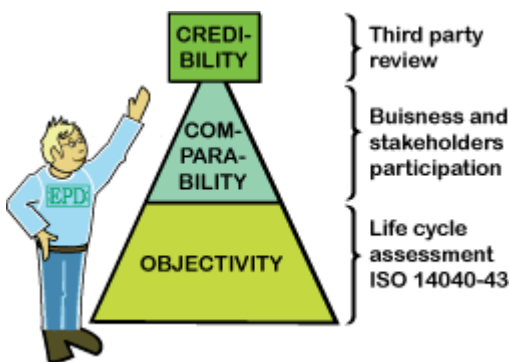 CREDI-
BILITY
Third party
review
COM-
PARA-
BILITY
Buisness and
stakeholders
participation
EPD
OBJECTIVITY
Life cycle
assessment
ISO 14040-43